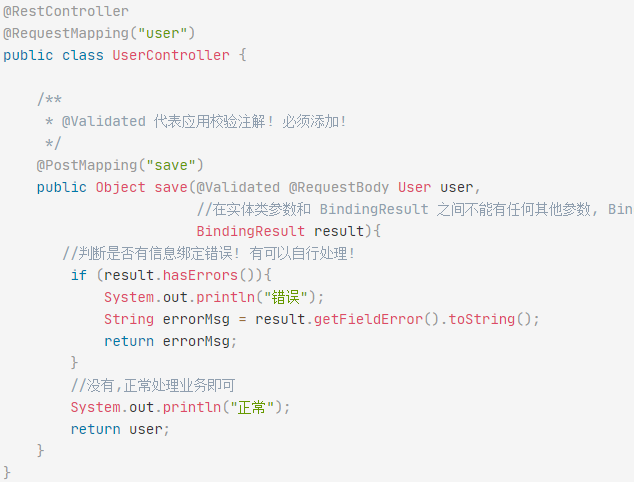 @RestController
@RequestMapping("user")
public class UserController {
/**
* @Validated 代表应用校验注解! 必须添加!
*/
@PostMapping("save")
public Object save(@Validated @RequestBody User user,
//在实体类参数和 BindingResult 之间不能有任何其他参数, Bin
BindingResult result){
//判断是否有信息绑定错误! 有可以自行处理!
if (result.hasErrors()){
System.out.println("错误");
String errorMsg = result.getFieldError().toString();
return errorMsg;
}
//没有,正常处理业务即可
System.out.println("正常");
return user;
}
}